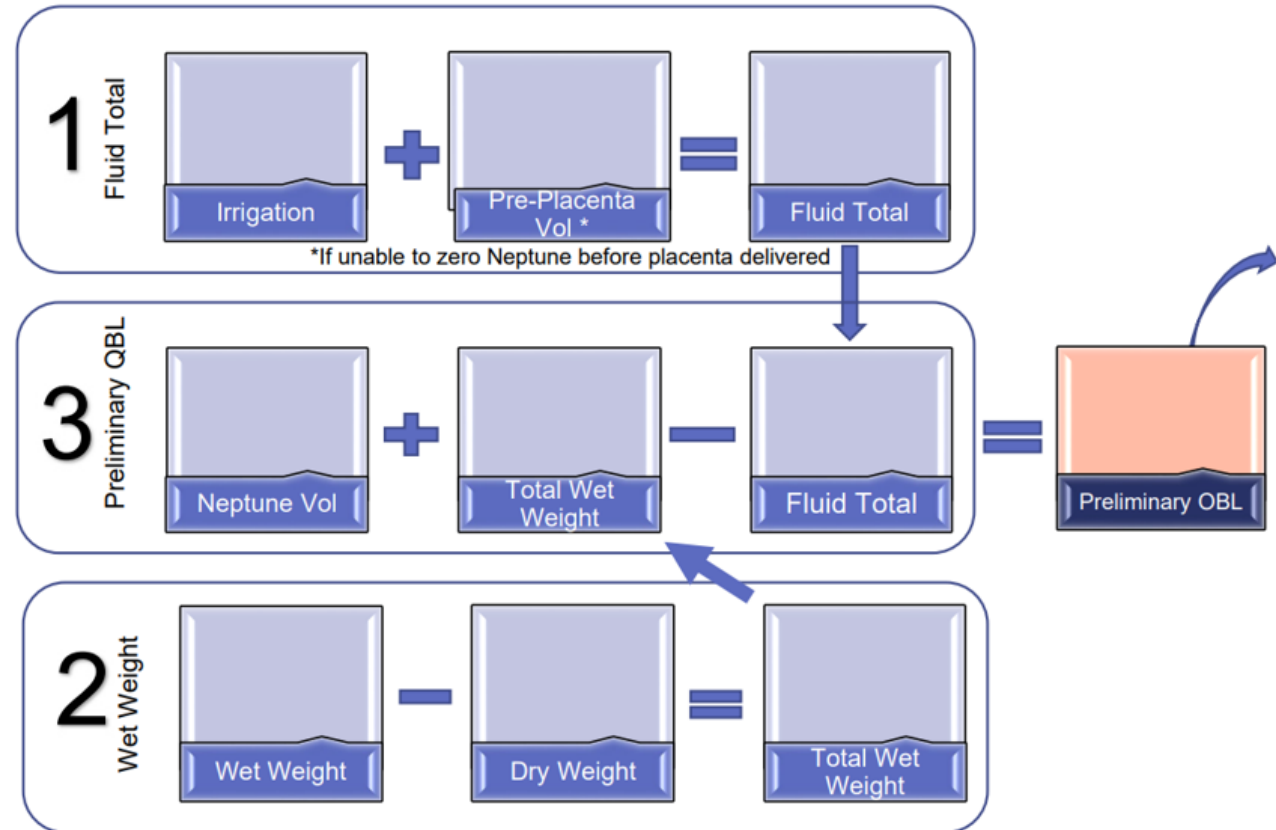 1
Fluid Total
Irrigation
Pre-Placenta
Vol *
Fluid Total
*If unable to zero Neptune before placenta delivered
3
Preliminary QBL
Neptune Vol
Total Wet
Weight
Fluid Total
Preliminary OBL
2
Wet Weight
Wet Weight
Dry Weight
Total Wet
Weight